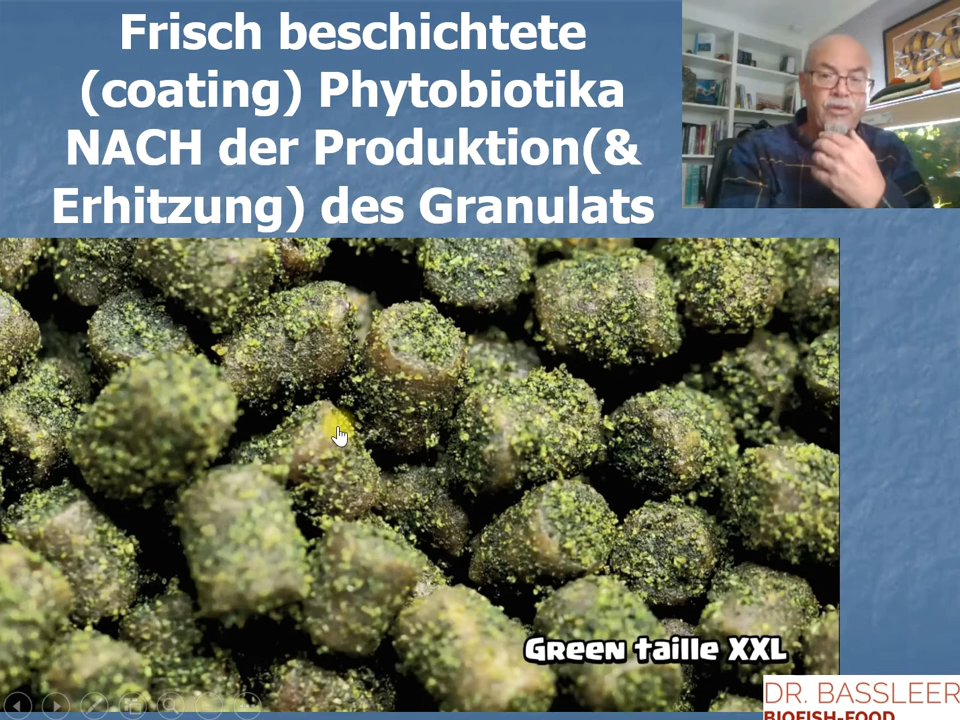 Frisch beschichtete
(coating) Phytobiotika
NACH der Produktion(&
Erhitzung) des Granulats
Green taille XXL
DR. BASSLEER
BIOFISH-FOOD